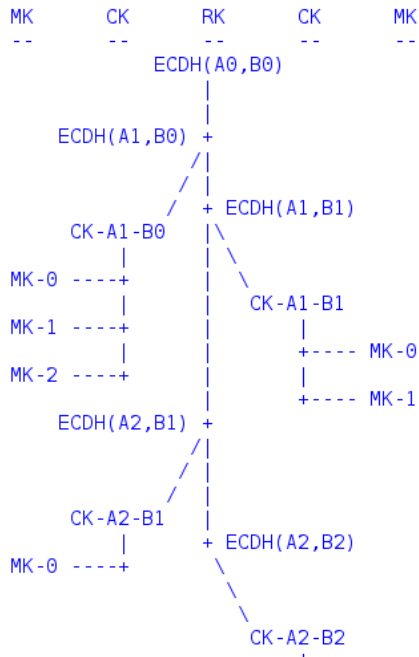 MK CK RK CK MK
-- -- -- -- --
ECDH(A0,B0)
|
|
ECDH(A1,B0) +
/|
/ |
/ + ECDH(A1,B1)
CK-A1-B0 |\
| | \
MK-0 ----+ | \
| | CK-A1-B1
MK-1 ----+ | |
| | +---- MK-0
MK-2 ----+ | |
| +---- MK-1
ECDH(A2,B1) +
/|
/ |
/ |
CK-A2-B1 |
| + ECDH(A2,B2)
MK-0 ----+ \
\
\
CK-A2-B2